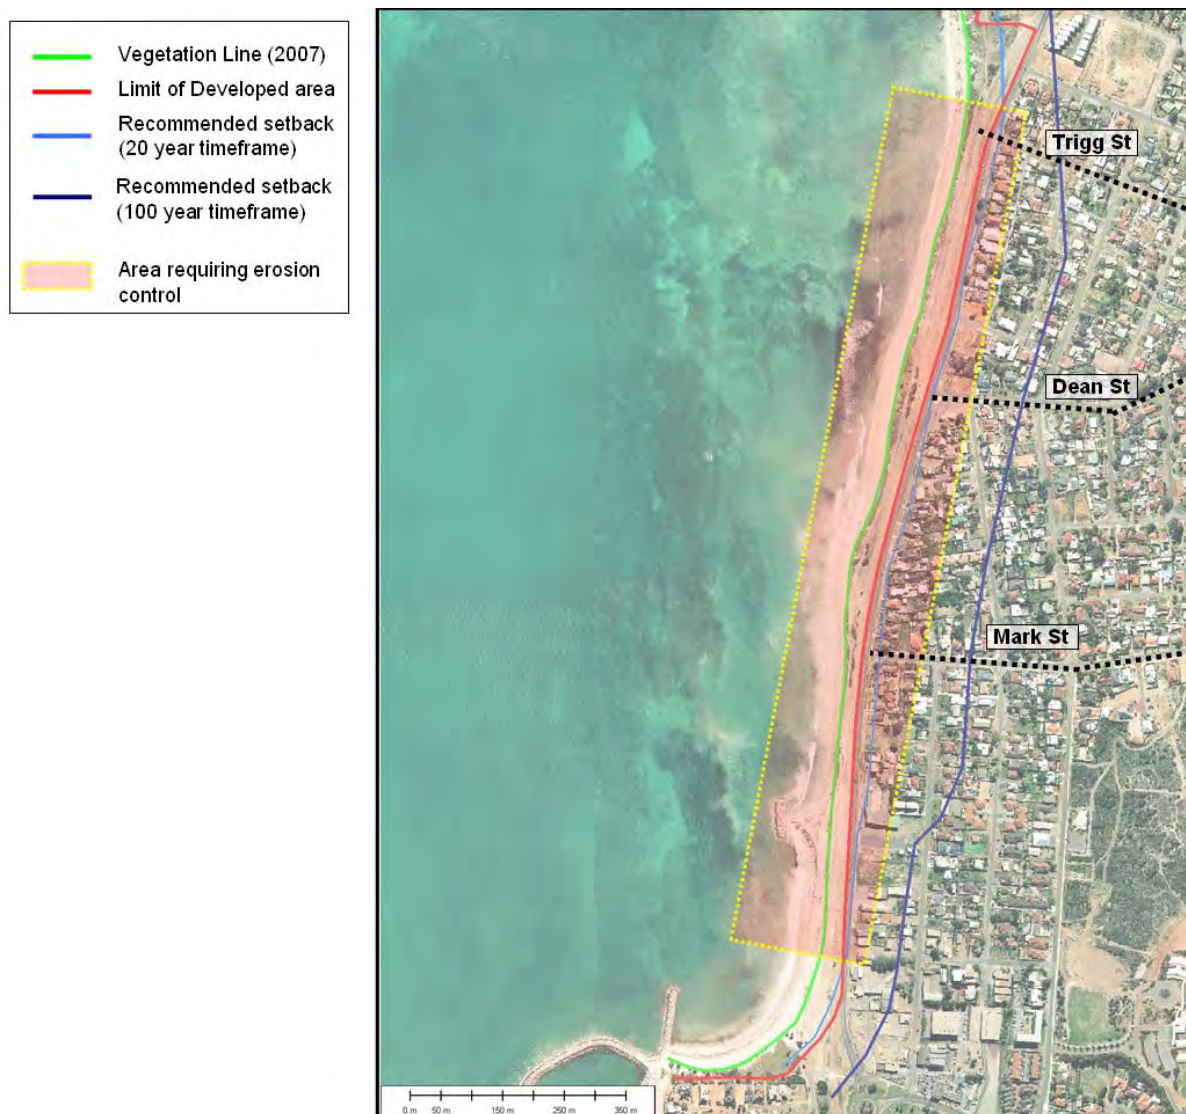 Vegetation Line (2007)
Limit of Developed area
Recommended setback
(20 year timeframe)
Recommended setback
(100 year timeframe)
Area requiring erosion
control
Trigg St
Dean St
Mark St
0 m 50 m 150 m 250 m 350 m